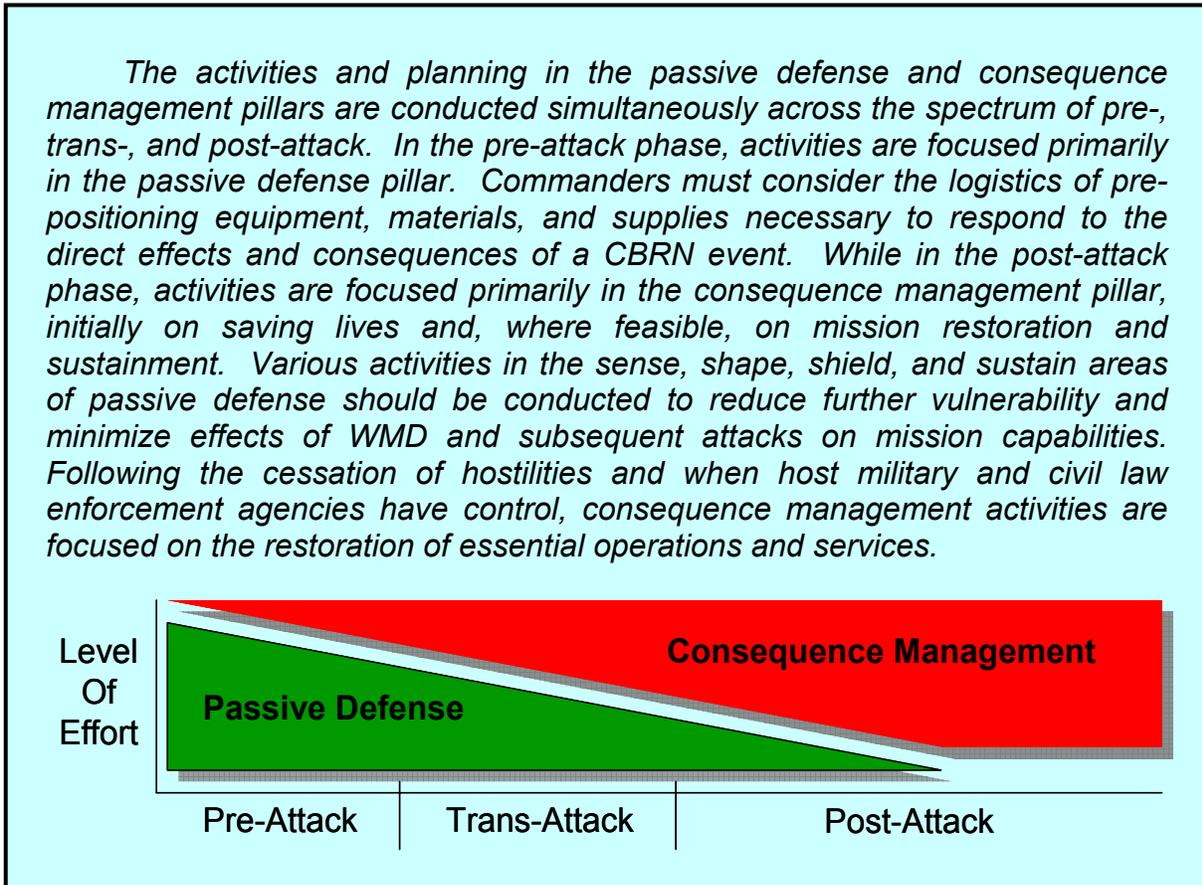 The activities and planning in the passive defense and consequence
management pillars are conducted simultaneously across the spectrum of pre-,
trans-, and post-attack.  In the pre-attack phase, activities are focused primarily
in the passive defense pillar.  Commanders must consider the logistics of pre-
positioning equipment, materials, and supplies necessary to respond to the
direct effects and consequences of a CBRN event.  While in the post-attack
phase, activities are focused primarily in the consequence management pillar,
initially on saving lives and, where feasible, on mission restoration and
sustainment.  Various activities in the sense, shape, shield, and sustain areas
of passive defense should be conducted to reduce further vulnerability and
minimize effects of WMD and subsequent attacks on mission capabilities.
Following the cessation of hostilities and when host military and civil law
enforcement agencies have control, consequence management activities are
focused on the restoration of essential operations and services.
Level
Of
Effort
Consequence Management
Passive Defense
Pre-Attack
Trans-Attack
Post-Attack